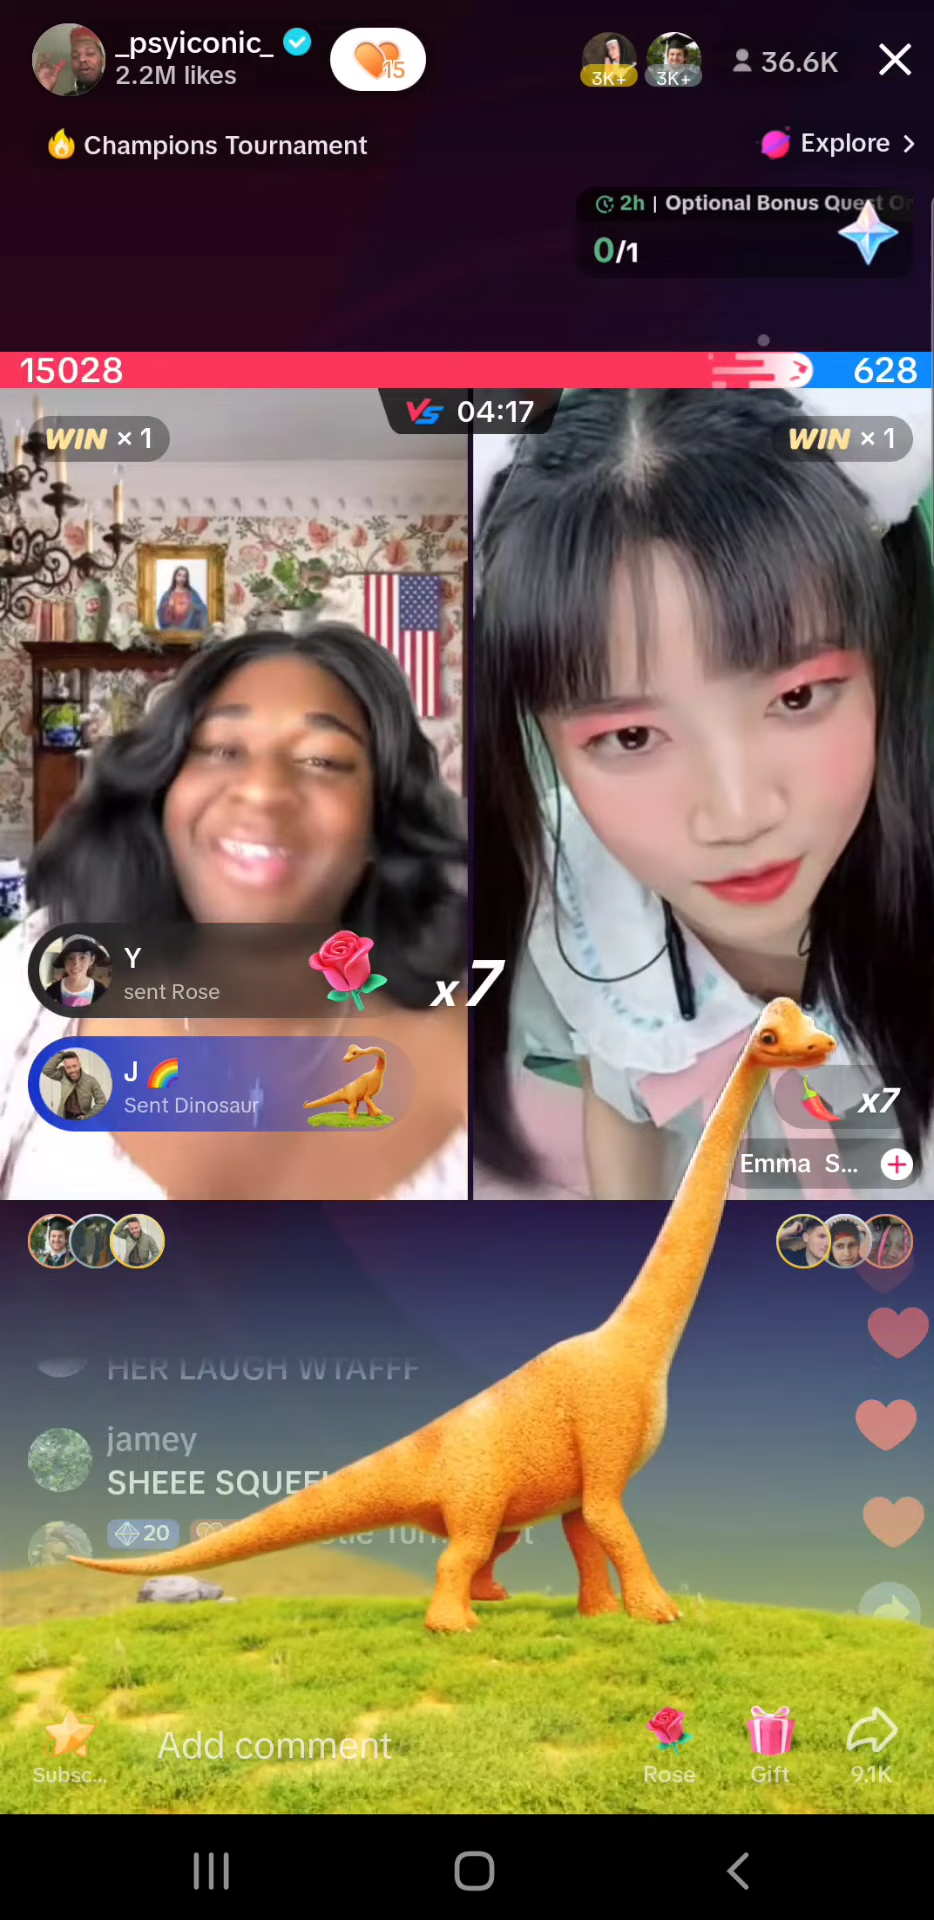 _psyiconic_
2.2M likes
15
3K+
3K+
36.6K
Champions Tournament
Explore >
2h | Optional Bonus Quest
0/1
15028
628
VS 04:17
WIN × 1
WIN × 1
Y
sent Rose
x7
J
Sent Dinosaur
x7
Emma S...
HER LAUGH WTAFFF
jamey
SHEEE SQUEE
20
Add comment
Subsc...
Rose
Gift
9.1K